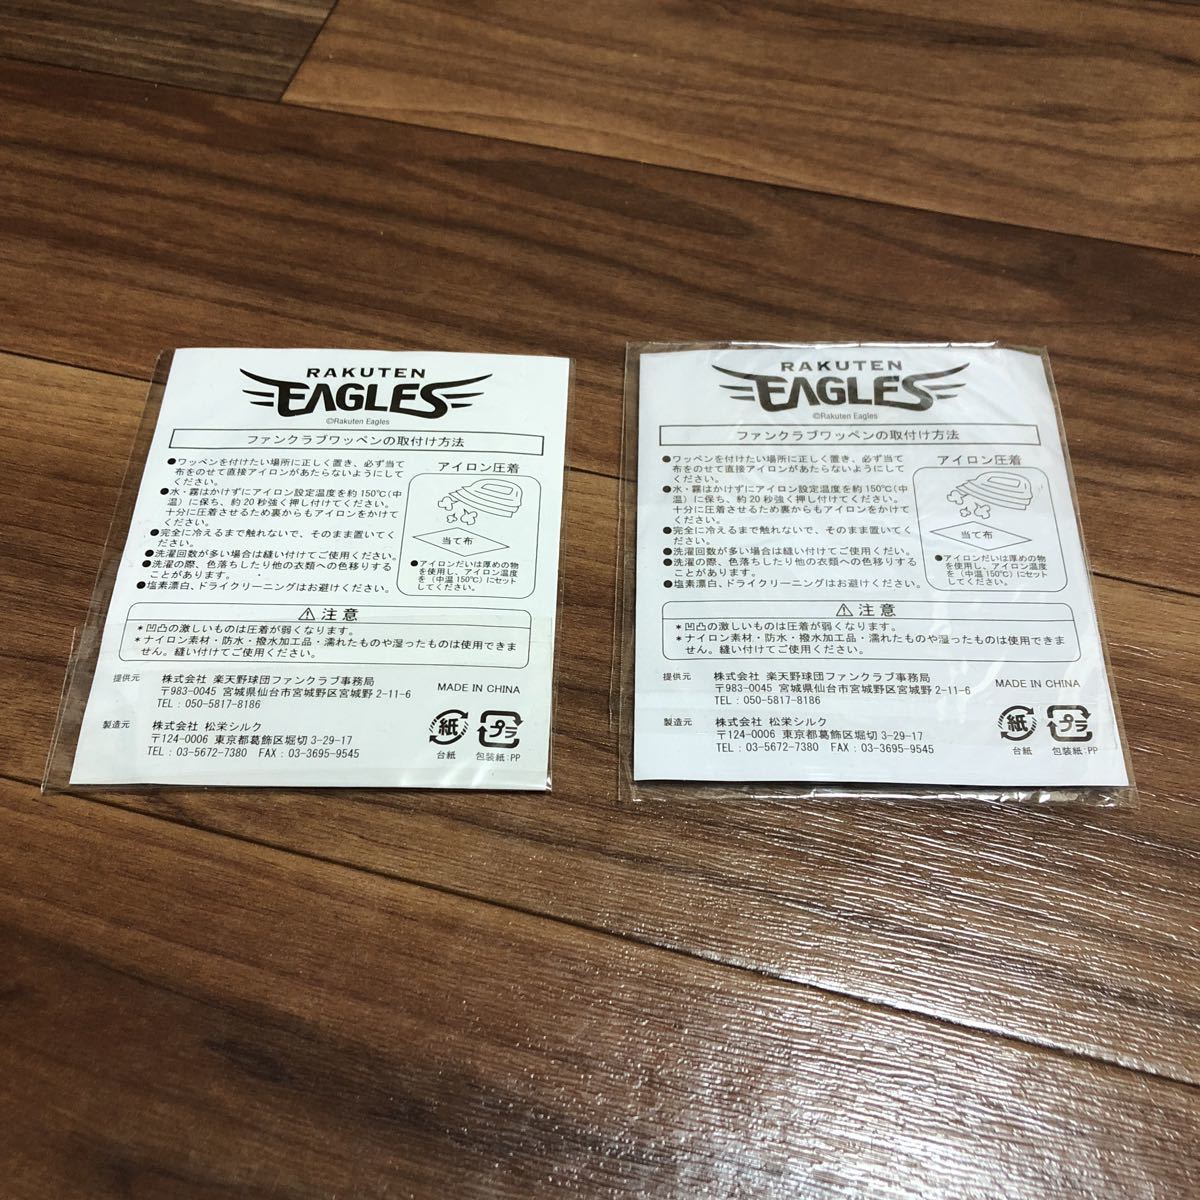 RAKUTEN
EAGLES
©Rakuten Eagles
ファンクラブワッペンの取付け方法
●ワッペンを付けたい場所に正しく置き、必ず当て
布をのせて直接アイロンがあたらないようにして
ください。
●水・霧はかけずにアイロン設定温度を約150℃(中
温）に保ち、約20秒強く押し付けてください。
十分に圧着させるため裏からもアイロンをかけて
ください。
●完全に冷えるまで触れないで、そのまま置いてく
ださい。
●洗濯回数が多い場合は縫い付けてご使用ください。
●洗濯の際、色落ちしたり他の衣類への色移りする
ことがあります。
●塩素漂白、ドライクリーニングはお避けください。
アイロン圧着
当て布
●アイロンだいは厚めの物
を使用し、アイロン温度
を（中温150℃）にセット
してください。
⚠ 注意
＊凹凸の激しいものは圧着が弱くなります。
＊ナイロン素材・防水・撥水加工品・濡れたものや湿ったものは使用できま
せん。縫い付けてご使用ください。
提供元 株式会社 楽天野球団ファンクラブ事務局
〒983-0045 宮城県仙台市宮城野区宮城野 2-11-6
TEL : 050-5817-8186
MADE IN CHINA
製造元 株式会社 松栄シルク
〒124-0006 東京都葛飾区堀切 3-29-17
TEL : 03-5672-7380 FAX : 03-3695-9545
紙
台紙
プラ
包装紙:PP
RAKUTEN
EAGLES
©Rakuten Eagles
ファンクラブワッペンの取付け方法
●ワッペンを付けたい場所に正しく置き、必ず当て
布をのせて直接アイロンがあたらないようにして
ください。
●水・霧はかけずにアイロン設定温度を約150℃(中
温）に保ち、約20秒強く押し付けてください。
十分に圧着させるため裏からもアイロンをかけて
ください。
●完全に冷えるまで触れないで、そのまま置いてく
ださい。
●洗濯回数が多い場合は縫い付けてご使用ください。
●洗濯の際、色落ちしたり他の衣類への色移りする
ことがあります。
●塩素漂白、ドライクリーニングはお避けください。
アイロン圧着
当て布
●アイロンだいは厚めの物
を使用し、アイロン温度
を（中温150℃）にセット
してください。
⚠ 注意
＊凹凸の激しいものは圧着が弱くなります。
＊ナイロン素材・防水・撥水加工品・濡れたものや湿ったものは使用できま
せん。縫い付けてご使用ください。
提供元 株式会社 楽天野球団ファンクラブ事務局
〒983-0045 宮城県仙台市宮城野区宮城野 2-11-6
TEL : 050-5817-8186
MADE IN CHINA
製造元 株式会社 松栄シルク
〒124-0006 東京都葛飾区堀切 3-29-17
TEL : 03-5672-7380 FAX : 03-3695-9545
紙
台紙
プラ
包装紙:PP